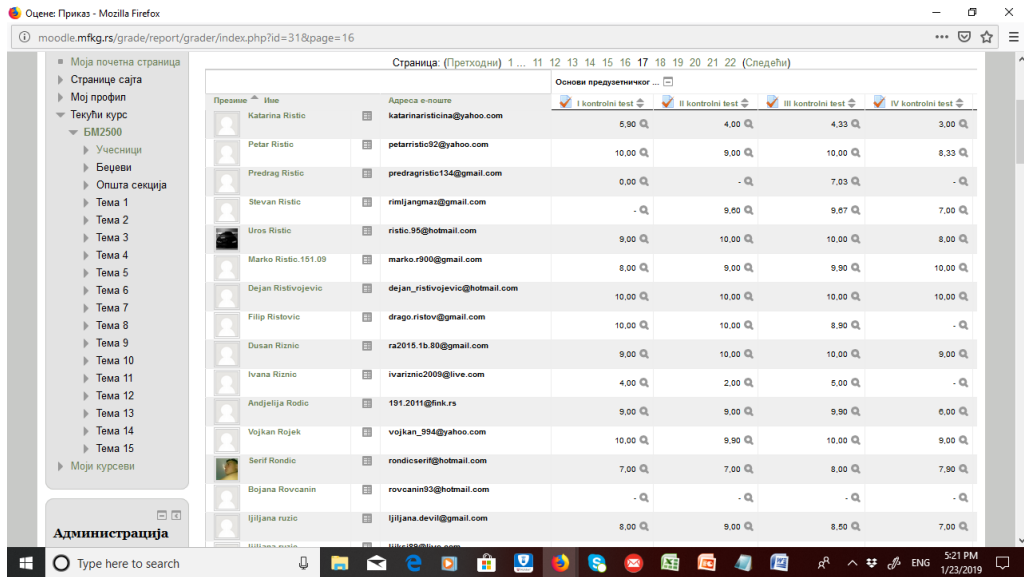 Оцене: Приказ - Mozilla Firefox
moodle.mfkg.rs/grade/report/grader/index.php?id=31&page=16
Моја почетна страница
Странице сајта
Мој профил
Текући курс
БМ2500
Учесници
Беџеви
Општа секција
Тема 1
Тема 2
Тема 3
Тема 4
Тема 5
Тема 6
Тема 7
Тема 8
Тема 9
Тема 10
Тема 11
Тема 12
Тема 13
Тема 14
Тема 15
Моји курсеви
Администрација
Страница: (Претходни) 1 ... 11 12 13 14 15 16 17 18 19 20 21 22 (Следећи)
Основи предузетничког ...
Презиме Име Адреса е-поште I kontrolni test II kontrolni test III kontrolni test IV kontrolni test
Katarina Ristic katarinaristicina@yahoo.com 5,90 4,00 4,33 3,00
Petar Ristic petarristic92@yahoo.com 10,00 9,00 10,00 8,33
Predrag Ristic predragristic134@gmail.com 0,00 - 7,03 -
Stevan Ristic rimljangmaz@gmail.com - 9,60 9,67 7,00
Uros Ristic ristic.95@hotmail.com 9,00 10,00 10,00 8,00
Marko Ristic.151.09 marko.r900@gmail.com 8,00 9,00 9,90 10,00
Dejan Ristivojevic dejan_ristivojevic@hotmail.com 10,00 10,00 10,00 10,00
Filip Ristovic drago.ristov@gmail.com 10,00 10,00 8,90 -
Dusan Riznic ra2015.1b.80@gmail.com 9,00 10,00 10,00 9,00
Ivana Riznic ivariznic2009@live.com 4,00 2,00 5,00 -
Andjelija Rodic 191.2011@fink.rs 9,00 9,00 9,90 6,00
Vojkan Rojek vojkan_994@yahoo.com 10,00 9,90 10,00 9,00
Serif Rondic rondicserif@hotmail.com 7,00 7,00 8,00 7,90
Bojana Rovcanin rovcanin93@hotmail.com - - - -
ljiljana ruzic ljiljana.devil@gmail.com 8,00 9,00 8,50 7,00
Type here to search
ENG
5:21 PM
1/23/2019